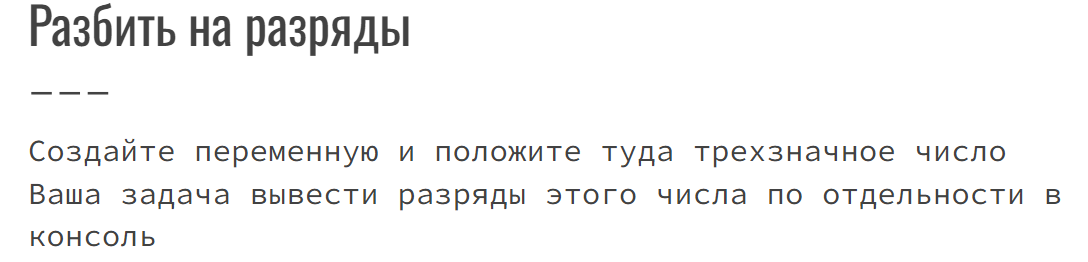 Разбить на разряды
———
Создайте переменную и положите туда трехзначное число
Ваша задача вывести разряды этого числа по отдельности в
консоль